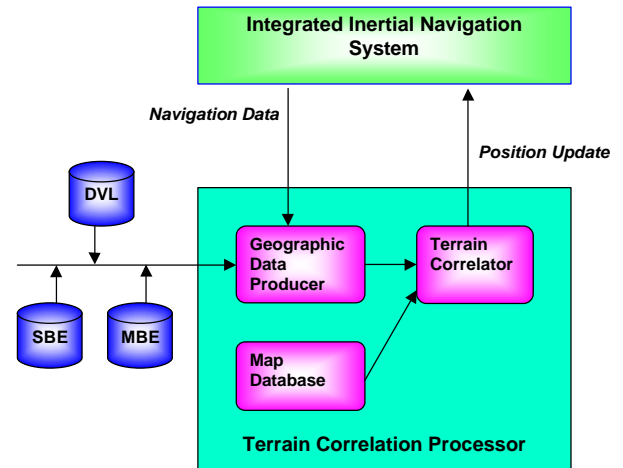 Integrated Inertial Navigation
System
Navigation Data
Position Update
DVL
SBE
MBE
Geographic
Data
Producer
Terrain
Correlator
Map
Database
Terrain Correlation Processor